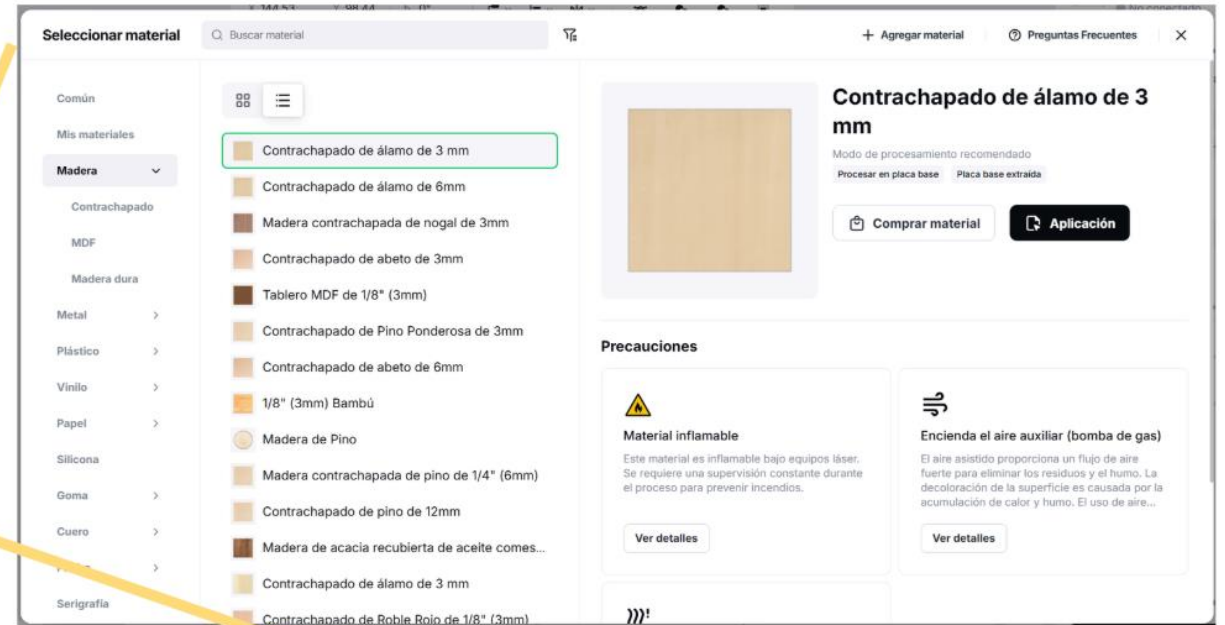 X 144.53 Y 98.44 0°
No conectado
Seleccionar material
Buscar material
Agregar material
Preguntas Frecuentes
Común
Mis materiales
Madera
Contrachapado
MDF
Madera dura
Metal
Plástico
Vinilo
Papel
Silicona
Goma
Cuero
Serigrafía
Contrachapado de álamo de 3 mm
Contrachapado de álamo de 6mm
Madera contrachapada de nogal de 3mm
Contrachapado de abeto de 3mm
Tablero MDF de 1/8" (3mm)
Contrachapado de Pino Ponderosa de 3mm
Contrachapado de abeto de 6mm
1/8" (3mm) Bambú
Madera de Pino
Madera contrachapada de pino de 1/4" (6mm)
Contrachapado de pino de 12mm
Madera de acacia recubierta de aceite comes...
Contrachapado de álamo de 3 mm
Contrachapado de Roble Rojo de 1/8" (3mm)
Contrachapado de álamo de 3
mm
Modo de procesamiento recomendado
Procesar en placa base Placa base extraída
Comprar material
Aplicación
Precauciones
Material inflamable
Este material es inflamable bajo equipos láser.
Se requiere una supervisión constante durante
el proceso para prevenir incendios.
Ver detalles
Encienda el aire auxiliar (bomba de gas)
El aire asistido proporciona un flujo de aire
fuerte para eliminar los residuos y el humo. La
decoloración de la superficie es causada por la
acumulación de calor y humo. El uso de aire...
Ver detalles